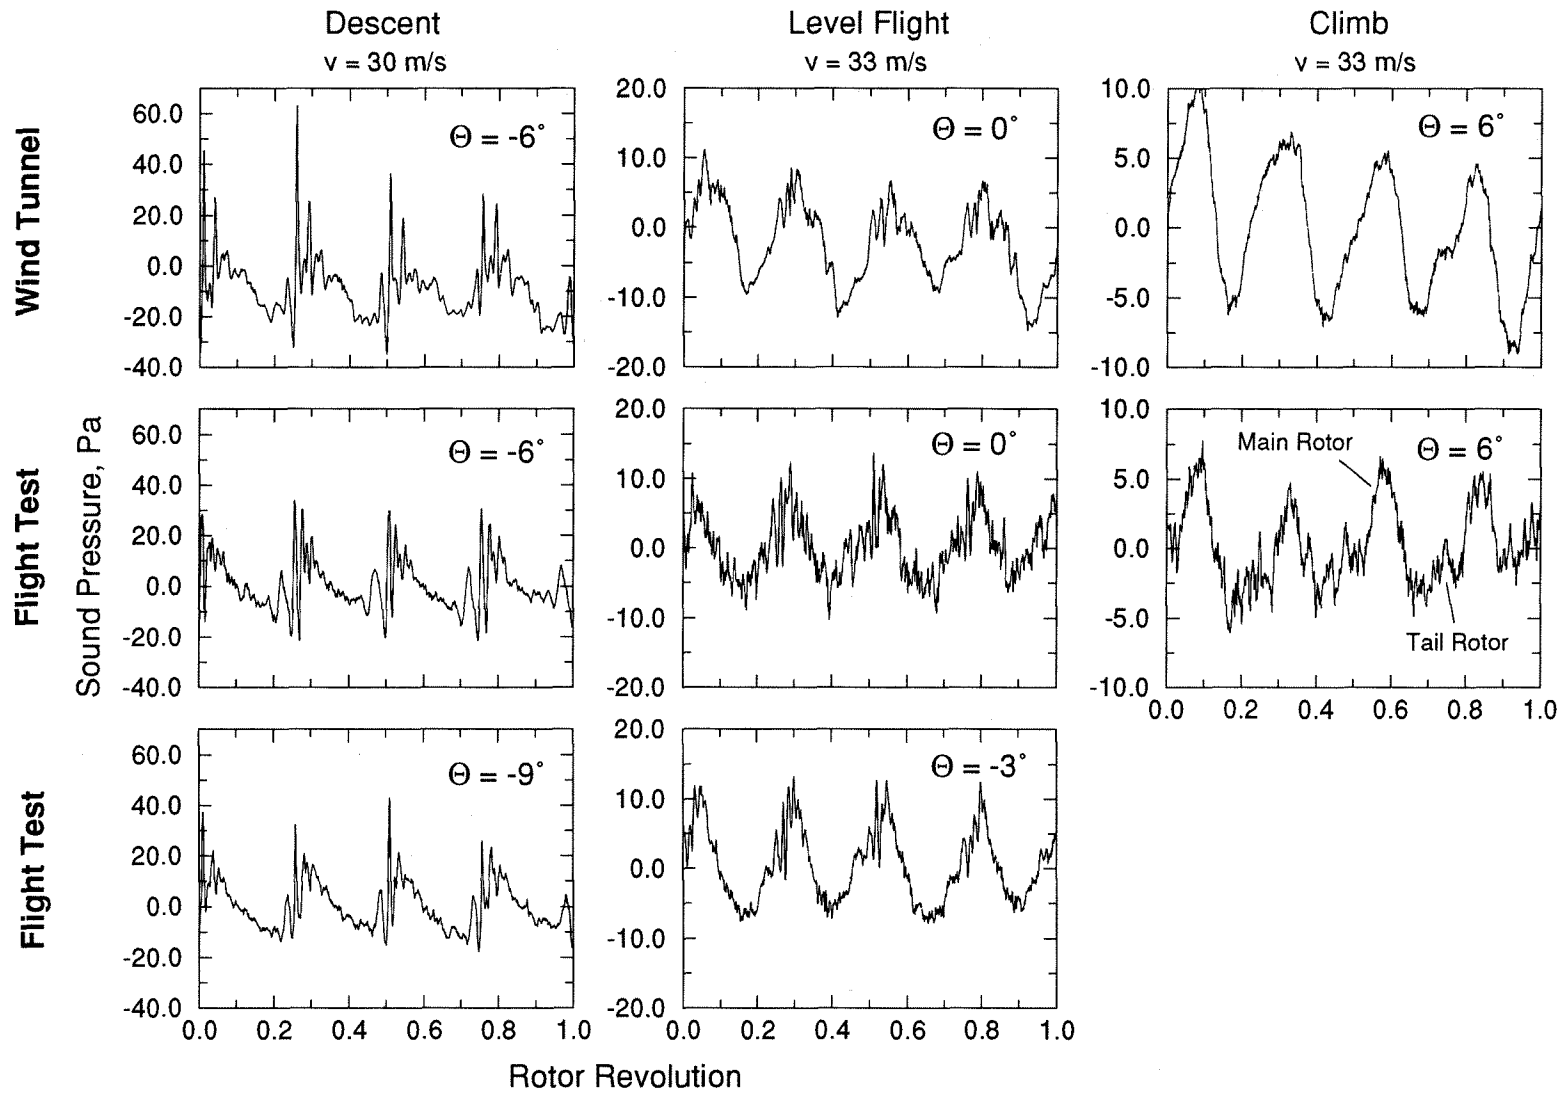 Descent
Level Flight
Climb
v = 30 m/s
v = 33 m/s
v = 33 m/s
Wind Tunnel
60.0
40.0
20.0
0.0
-20.0
-40.0
Θ = -6°
20.0
10.0
0.0
-10.0
-20.0
Θ = 0°
10.0
5.0
0.0
-5.0
-10.0
Θ = 6°
Flight Test
Sound Pressure, Pa
60.0
40.0
20.0
0.0
-20.0
-40.0
Θ = -6°
20.0
10.0
0.0
-10.0
-20.0
Θ = 0°
10.0
5.0
0.0
-5.0
-10.0
Main Rotor
Θ = 6°
Tail Rotor
0.0 0.2 0.4 0.6 0.8 1.0
Flight Test
60.0
40.0
20.0
0.0
-20.0
-40.0
Θ = -9°
0.0 0.2 0.4 0.6 0.8 1.0
20.0
10.0
0.0
-10.0
-20.0
Θ = -3°
0.0 0.2 0.4 0.6 0.8 1.0
Rotor Revolution